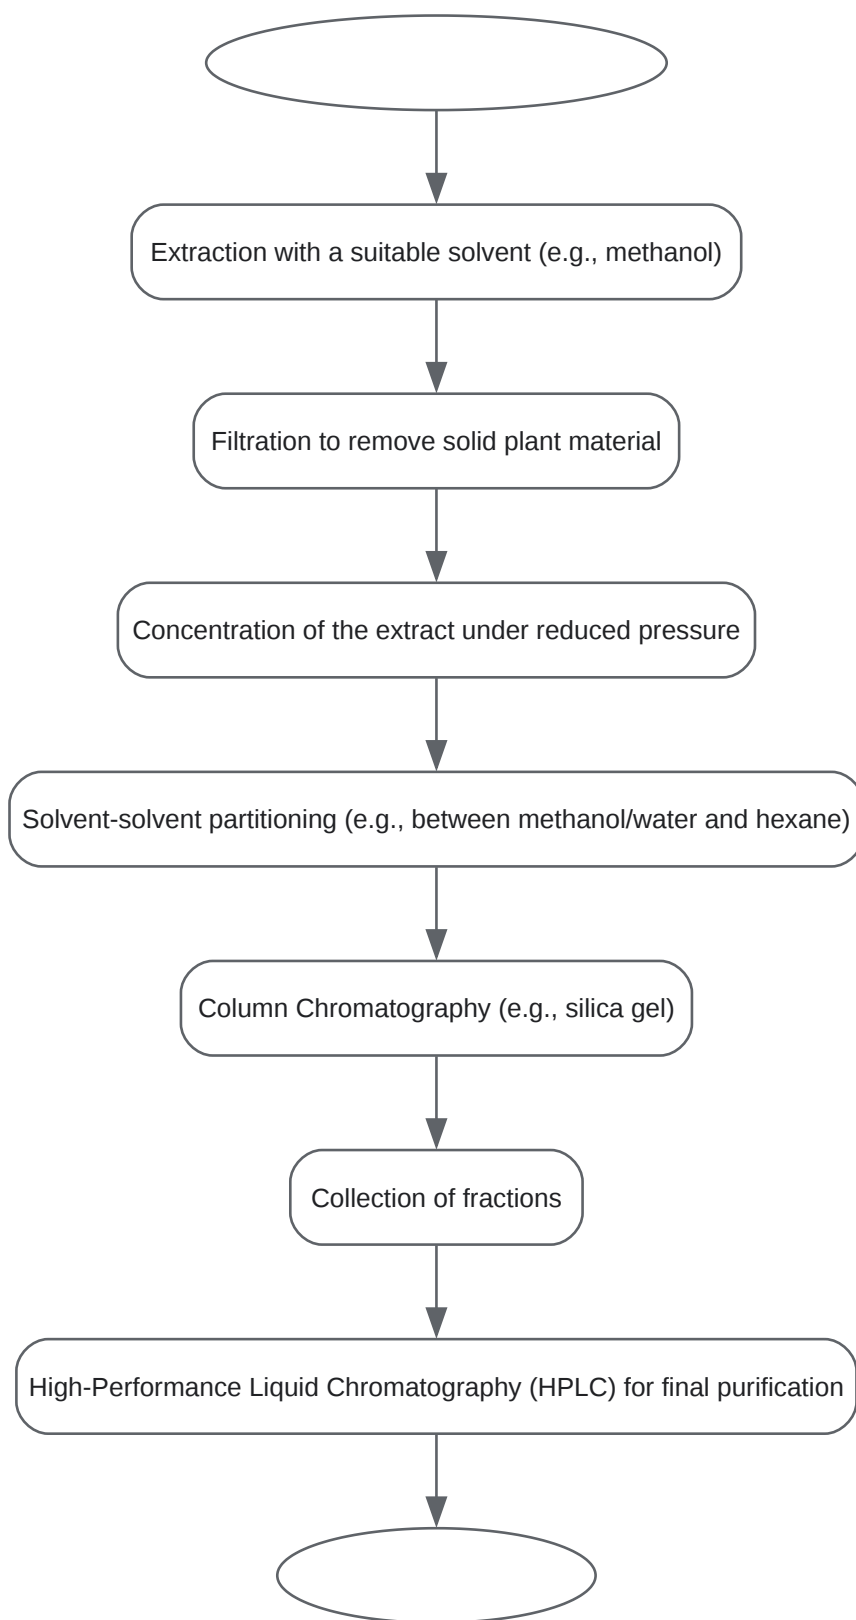 Extraction with a suitable solvent (e.g., methanol)
Filtration to remove solid plant material
Concentration of the extract under reduced pressure
Solvent-solvent partitioning (e.g., between methanol/water and hexane)
Column Chromatography (e.g., silica gel)
Collection of fractions
High-Performance Liquid Chromatography (HPLC) for final purification